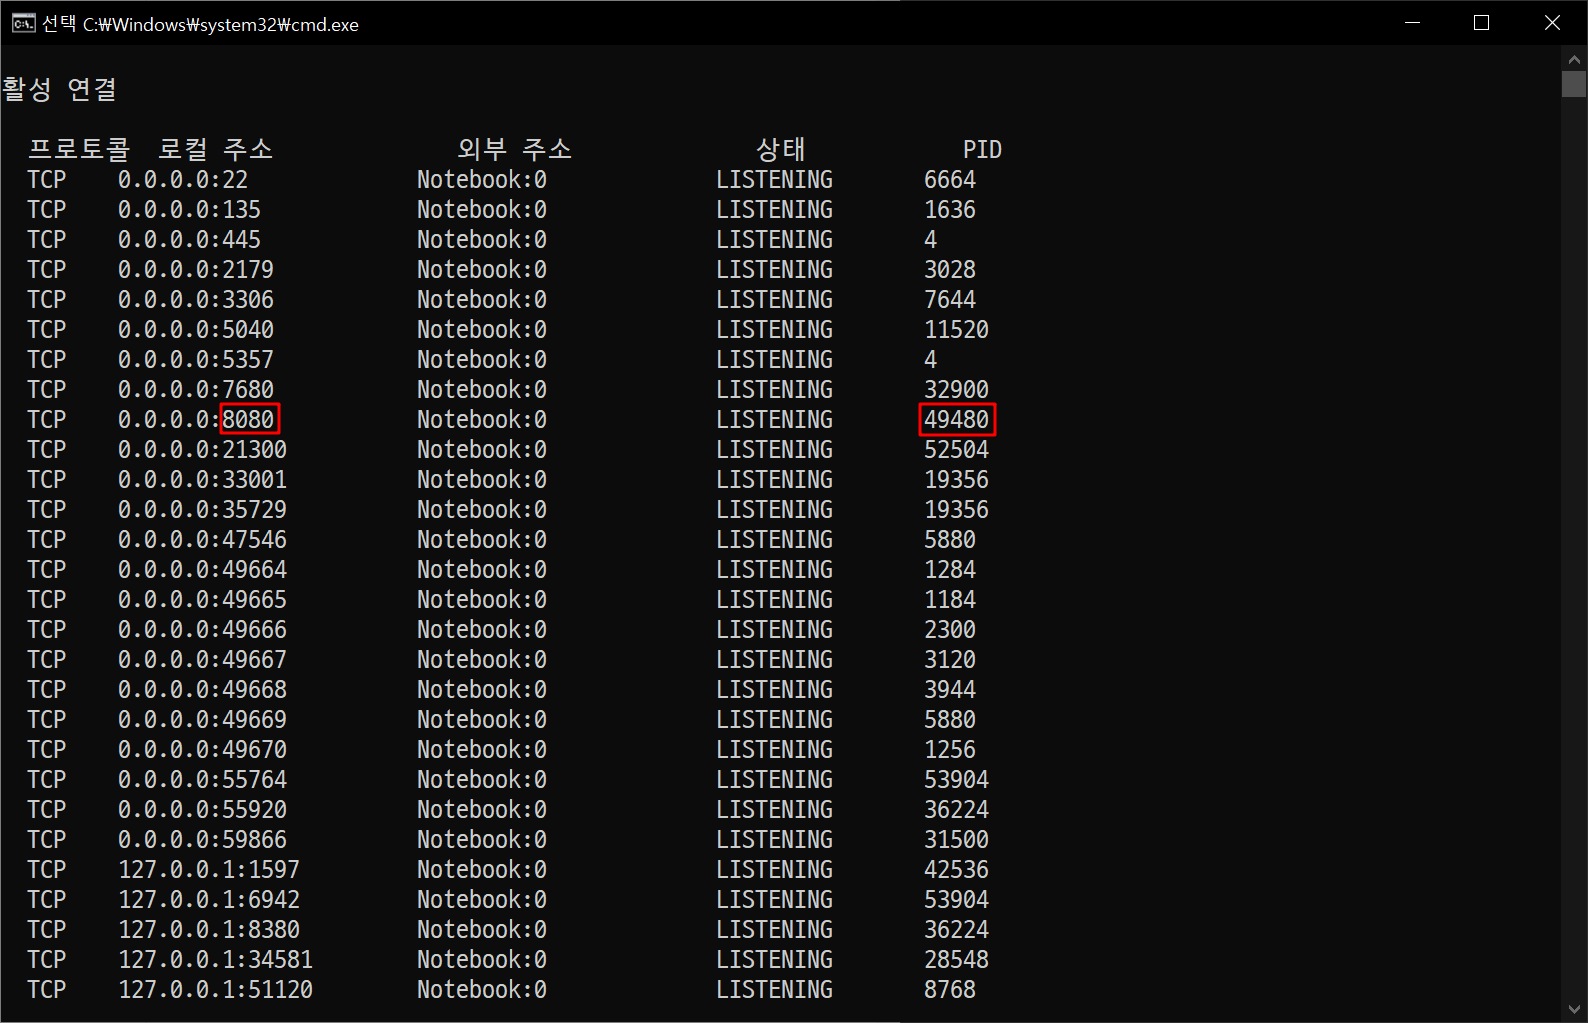 선택 C:₩Windows₩system32₩cmd.exe
활성 연결
프로토콜 로컬 주소 외부 주소 상태 PID
TCP 0.0.0.0:22 Notebook:0 LISTENING 6664
TCP 0.0.0.0:135 Notebook:0 LISTENING 1636
TCP 0.0.0.0:445 Notebook:0 LISTENING 4
TCP 0.0.0.0:2179 Notebook:0 LISTENING 3028
TCP 0.0.0.0:3306 Notebook:0 LISTENING 7644
TCP 0.0.0.0:5040 Notebook:0 LISTENING 11520
TCP 0.0.0.0:5357 Notebook:0 LISTENING 4
TCP 0.0.0.0:7680 Notebook:0 LISTENING 32900
TCP 0.0.0.0:8080 Notebook:0 LISTENING 49480
TCP 0.0.0.0:21300 Notebook:0 LISTENING 52504
TCP 0.0.0.0:33001 Notebook:0 LISTENING 19356
TCP 0.0.0.0:35729 Notebook:0 LISTENING 19356
TCP 0.0.0.0:47546 Notebook:0 LISTENING 5880
TCP 0.0.0.0:49664 Notebook:0 LISTENING 1284
TCP 0.0.0.0:49665 Notebook:0 LISTENING 1184
TCP 0.0.0.0:49666 Notebook:0 LISTENING 2300
TCP 0.0.0.0:49667 Notebook:0 LISTENING 3120
TCP 0.0.0.0:49668 Notebook:0 LISTENING 3944
TCP 0.0.0.0:49669 Notebook:0 LISTENING 5880
TCP 0.0.0.0:49670 Notebook:0 LISTENING 1256
TCP 0.0.0.0:55764 Notebook:0 LISTENING 53904
TCP 0.0.0.0:55920 Notebook:0 LISTENING 36224
TCP 0.0.0.0:59866 Notebook:0 LISTENING 31500
TCP 127.0.0.1:1597 Notebook:0 LISTENING 42536
TCP 127.0.0.1:6942 Notebook:0 LISTENING 53904
TCP 127.0.0.1:8380 Notebook:0 LISTENING 36224
TCP 127.0.0.1:34581 Notebook:0 LISTENING 28548
TCP 127.0.0.1:51120 Notebook:0 LISTENING 8768